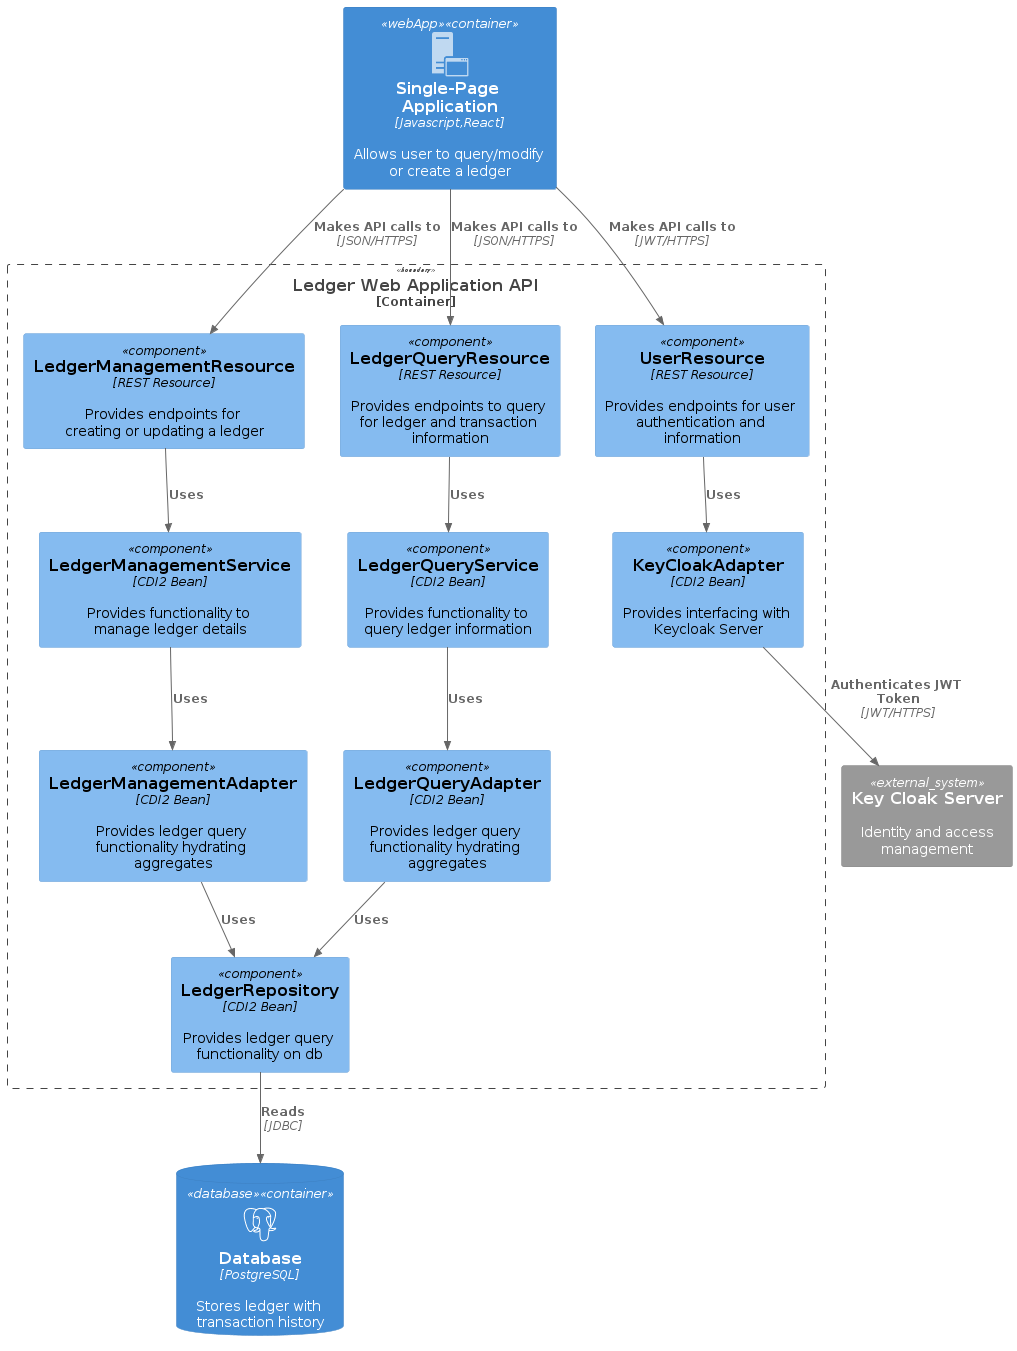 «webApp»«container»
Single-Page
Application
[Javascript,React]
Allows user to query/modify
or create a ledger
Makes API calls to
[JSON/HTTPS]
Makes API calls to
[JSON/HTTPS]
Makes API calls to
[JWT/HTTPS]
«boundary»
Ledger Web Application API
[Container]
«component»
LedgerManagementResource
[REST Resource]
Provides endpoints for
creating or updating a ledger
«component»
LedgerQueryResource
[REST Resource]
Provides endpoints to query
for ledger and transaction
information
«component»
UserResource
[REST Resource]
Provides endpoints for user
authentication and
information
Uses
Uses
Uses
«component»
LedgerManagementService
[CDI2 Bean]
Provides functionality to
manage ledger details
«component»
LedgerQueryService
[CDI2 Bean]
Provides functionality to
query ledger information
«component»
KeyCloakAdapter
[CDI2 Bean]
Provides interfacing with
Keycloak Server
Uses
Uses
Authenticates JWT
Token
[JWT/HTTPS]
«component»
LedgerManagementAdapter
[CDI2 Bean]
Provides ledger query
functionality hydrating
aggregates
«component»
LedgerQueryAdapter
[CDI2 Bean]
Provides ledger query
functionality hydrating
aggregates
«external_system»
Key Cloak Server
Identity and access
management
Uses
Uses
«component»
LedgerRepository
[CDI2 Bean]
Provides ledger query
functionality on db
Reads
[JDBC]
«database»«container»
Database
[PostgreSQL]
Stores ledger with
transaction history